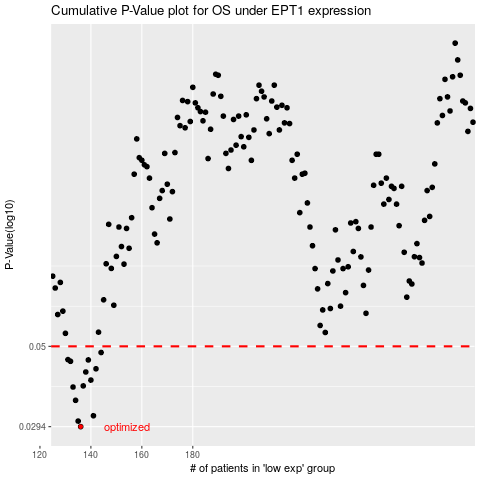 Cumulative P-Value plot for OS under EPT1 expression
P-Value(log10)
0.05
0.0294
optimized
120 140 160 180
# of patients in 'low exp' group